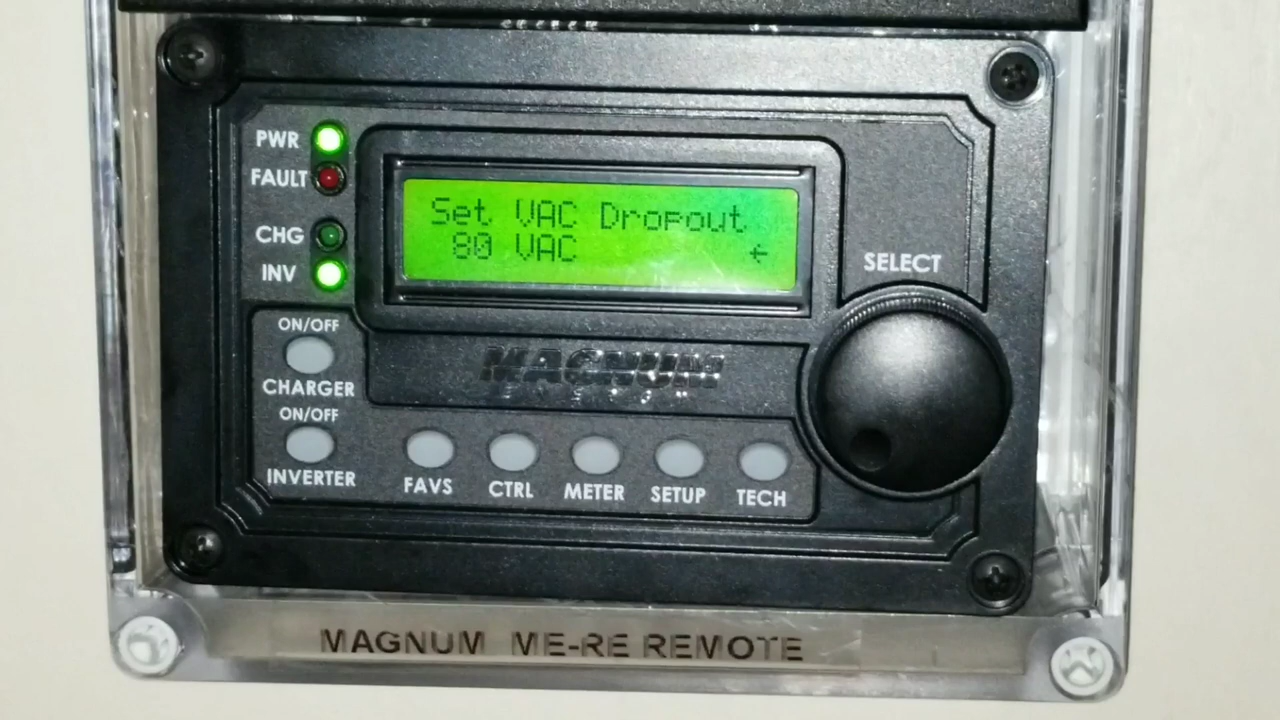 PWR
FAULT
CHG
INV
Set VAC Dropout
80 VAC ←
SELECT
ON/OFF
CHARGER
ON/OFF
INVERTER
MAGNUM
FAVS
CTRL
METER
SETUP
TECH
MAGNUM ME-RE REMOTE